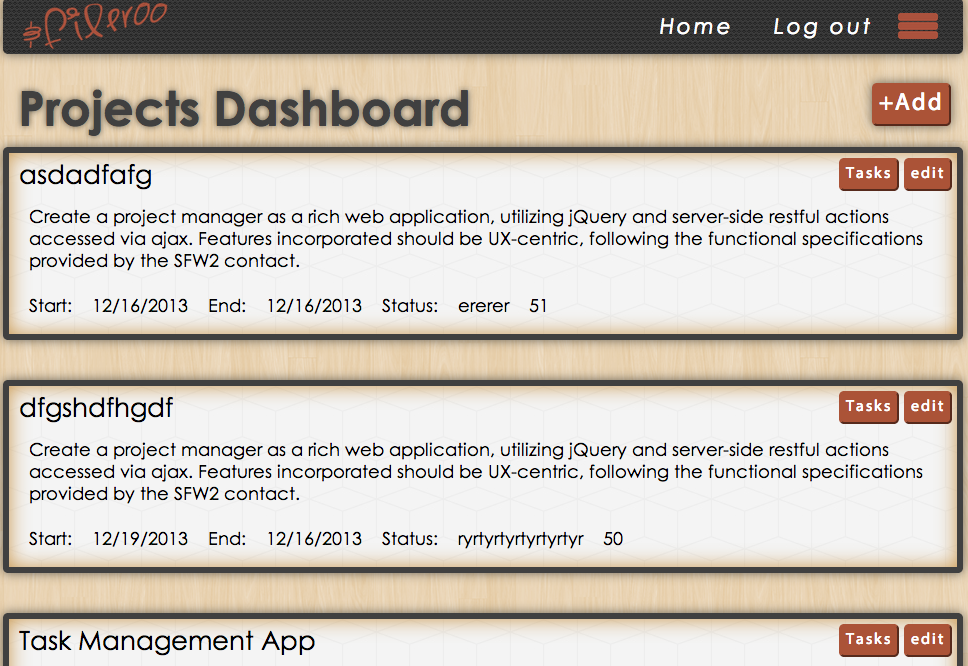 Home Log out
Projects Dashboard +Add
asdadfafg Tasks edit
Create a project manager as a rich web application, utilizing jQuery and server-side restful actions
accessed via ajax. Features incorporated should be UX-centric, following the functional specifications
provided by the SFW2 contact.
Start: 12/16/2013 End: 12/16/2013 Status: ererer 51
dfgshdfhgdf Tasks edit
Create a project manager as a rich web application, utilizing jQuery and server-side restful actions
accessed via ajax. Features incorporated should be UX-centric, following the functional specifications
provided by the SFW2 contact.
Start: 12/19/2013 End: 12/16/2013 Status: ryrtyrtyrtyrtyrtyr 50
Task Management App Tasks edit